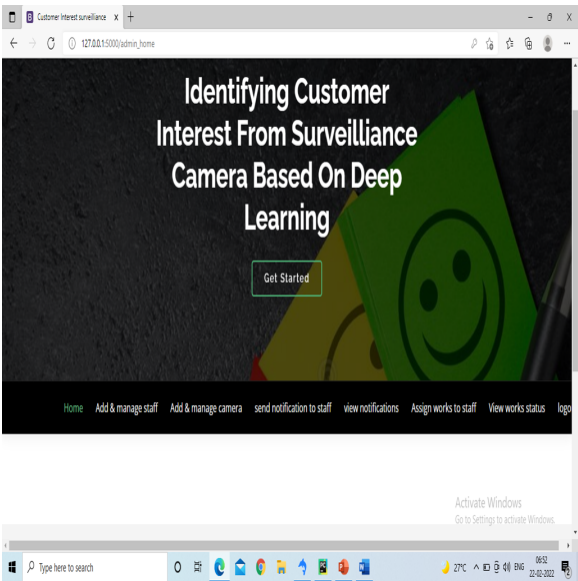 Customer Interest surveillance
127.0.0.1:5000/admin_home
Identifying Customer
Interest From Surveilliance
Camera Based On Deep
Learning
Get Started
Home Add & manage staff Add & manage camera send notification to staff view notifications Assign works to staff View works status logo
Activate Windows
Go to Settings to activate Windows.
Type here to search
27°C ENG
06:52
22-02-2022